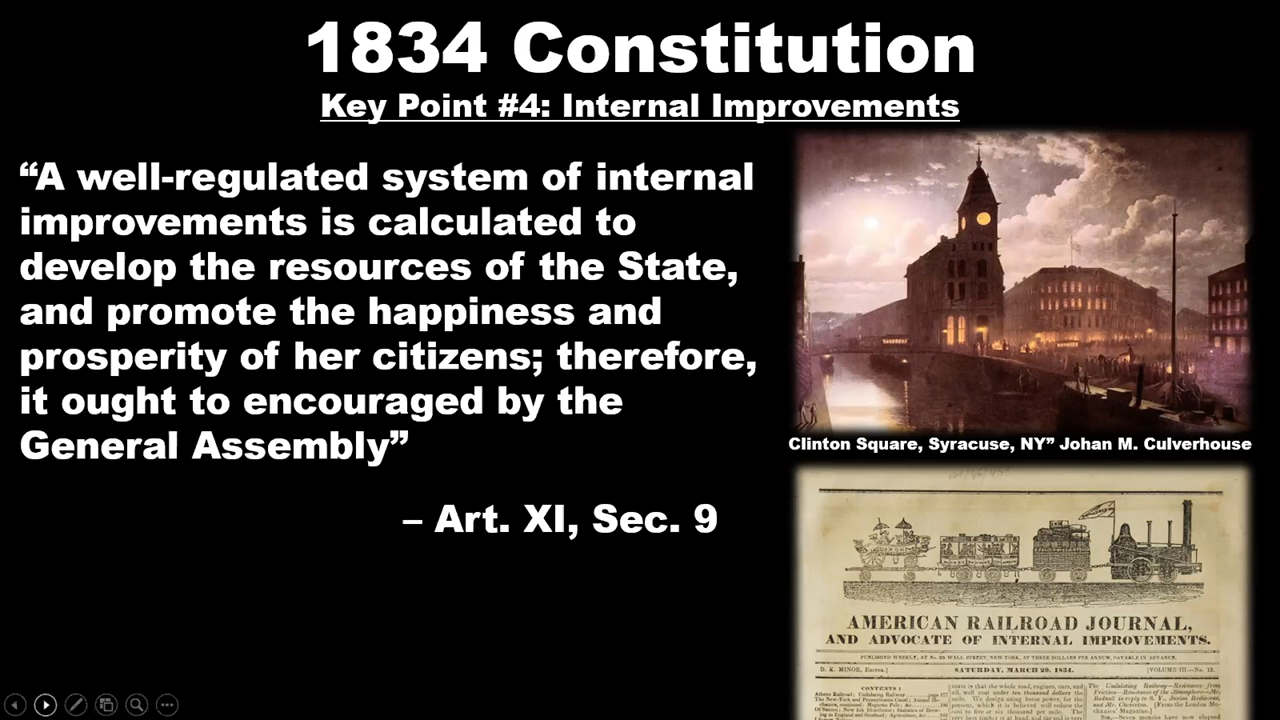 1834 Constitution
Key Point #4: Internal Improvements
“A well-regulated system of internal
improvements is calculated to
develop the resources of the State,
and promote the happiness and
prosperity of her citizens; therefore,
it ought to encouraged by the
General Assembly”
– Art. XI, Sec. 9
Clinton Square, Syracuse, NY” Johan M. Culverhouse
AMERICAN RAILROAD JOURNAL,
AND ADVOCATE OF INTERNAL IMPROVEMENTS.
PUBLISHED WEEKLY, AT No. 35 WALL STREET, NEW-YORK, AT THREE DOLLARS PER ANNUM, PAYABLE IN ADVANCE.
D. K. MINOR, Editor.] SATURDAY, MARCH 29, 1834. [VOLUME III.—No. 12.
CONTENTS :